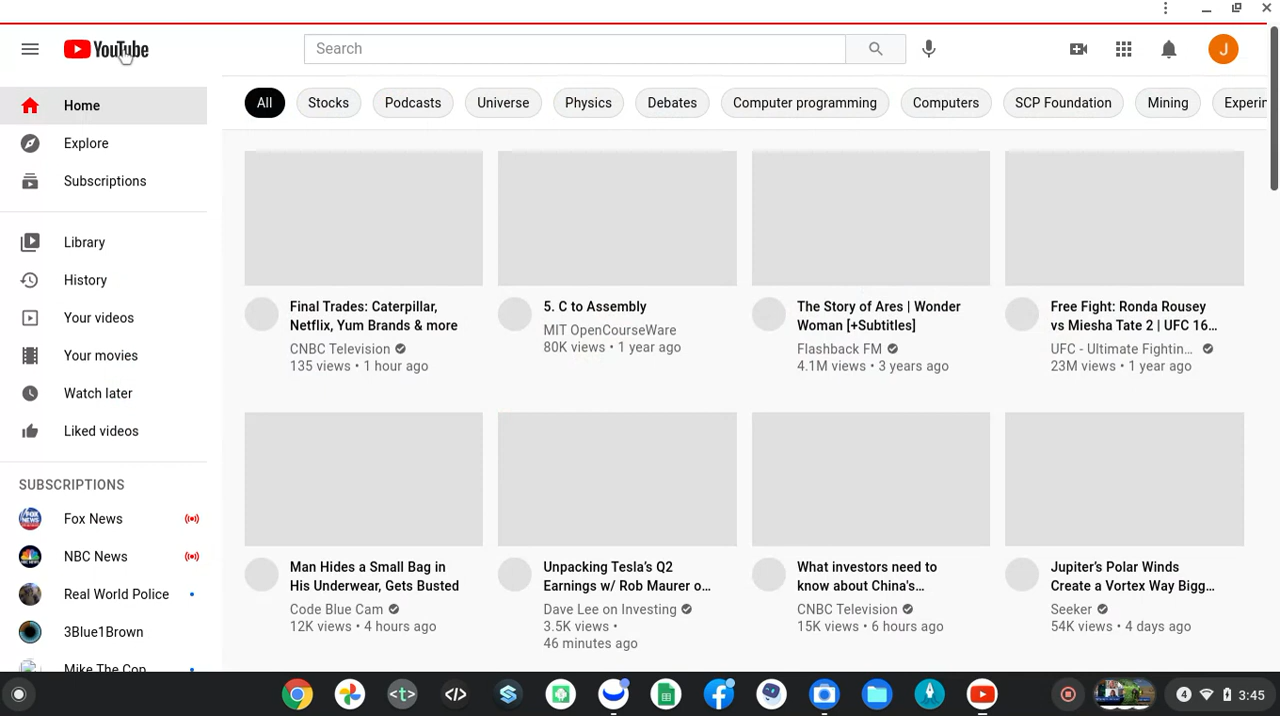 YouTube
Search
J
Home
Explore
Subscriptions
Library
History
Your videos
Your movies
Watch later
Liked videos
SUBSCRIPTIONS
Fox News
NBC News
Real World Police
3Blue1Brown
Mike The Cop
All Stocks Podcasts Universe Physics Debates Computer programming Computers SCP Foundation Mining Experin
Final Trades: Caterpillar,
Netflix, Yum Brands & more
CNBC Television
135 views • 1 hour ago
5. C to Assembly
MIT OpenCourseWare
80K views • 1 year ago
The Story of Ares | Wonder
Woman [+Subtitles]
Flashback FM
4.1M views • 3 years ago
Free Fight: Ronda Rousey
vs Miesha Tate 2 | UFC 16...
UFC - Ultimate Fightin...
23M views • 1 year ago
Man Hides a Small Bag in
His Underwear, Gets Busted
Code Blue Cam
12K views • 4 hours ago
Unpacking Tesla's Q2
Earnings w/ Rob Maurer o...
Dave Lee on Investing
3.5K views •
46 minutes ago
What investors need to
know about China's...
CNBC Television
15K views • 6 hours ago
Jupiter's Polar Winds
Create a Vortex Way Bigg...
Seeker
54K views • 4 days ago
<t> </> 4 3:45